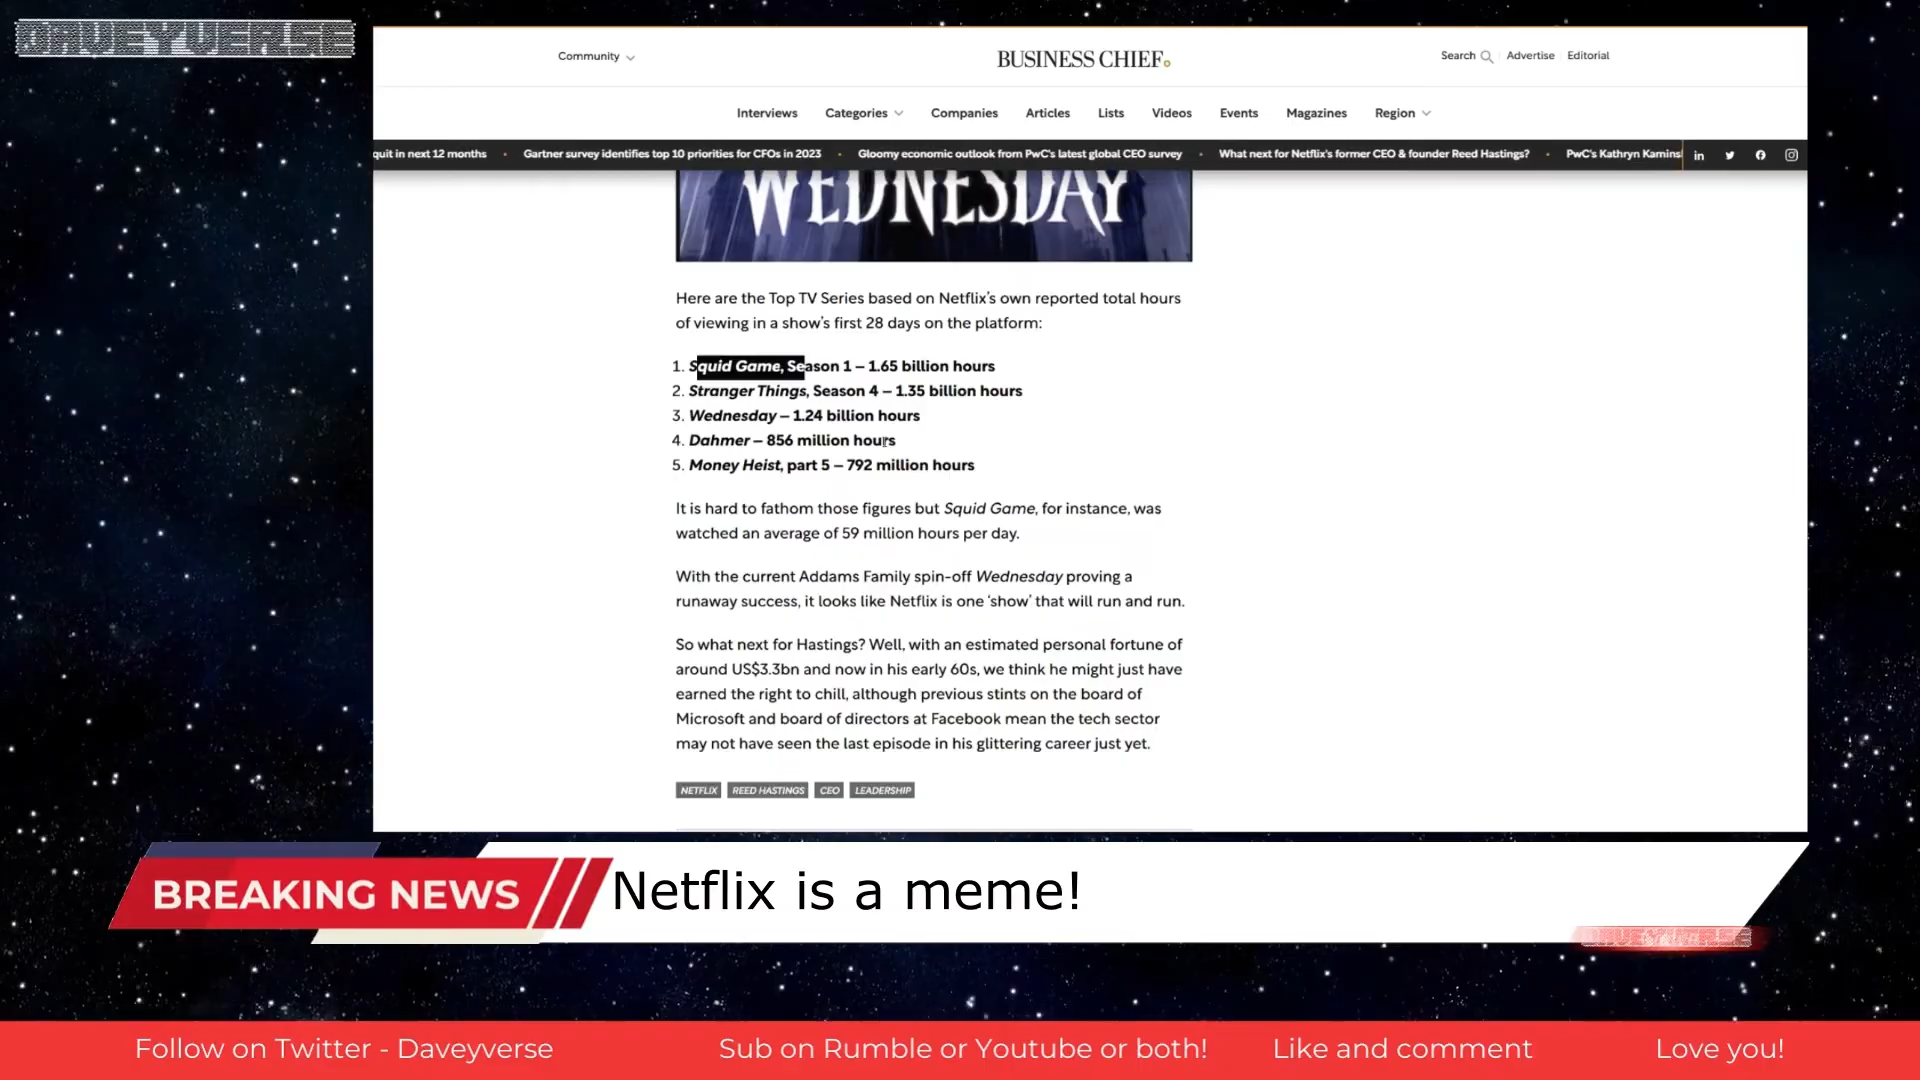 DAVEYVERSE
Community
BUSINESS CHIEF
Search Advertise Editorial
Interviews Categories Companies Articles Lists Videos Events Magazines Region
quit in next 12 months • Gartner survey identifies top 10 priorities for CFOs in 2023 • Gloomy economic outlook from PwC's latest global CEO survey • What next for Netflix's former CEO & founder Reed Hastings? • PwC's Kathryn Kamins
WEDNESDAY
Here are the Top TV Series based on Netflix's own reported total hours
of viewing in a show's first 28 days on the platform:
1. Squid Game, Season 1 – 1.65 billion hours
2. Stranger Things, Season 4 – 1.35 billion hours
3. Wednesday – 1.24 billion hours
4. Dahmer – 856 million hours
5. Money Heist, part 5 – 792 million hours
It is hard to fathom those figures but Squid Game, for instance, was
watched an average of 59 million hours per day.
With the current Addams Family spin-off Wednesday proving a
runaway success, it looks like Netflix is one 'show' that will run and run.
So what next for Hastings? Well, with an estimated personal fortune of
around US$3.3bn and now in his early 60s, we think he might just have
earned the right to chill, although previous stints on the board of
Microsoft and board of directors at Facebook mean the tech sector
may not have seen the last episode in his glittering career just yet.
NETFLIX REED HASTINGS CEO LEADERSHIP
BREAKING NEWS Netflix is a meme!
DAVEYVERSE
Follow on Twitter - Daveyverse Sub on Rumble or Youtube or both! Like and comment Love you!